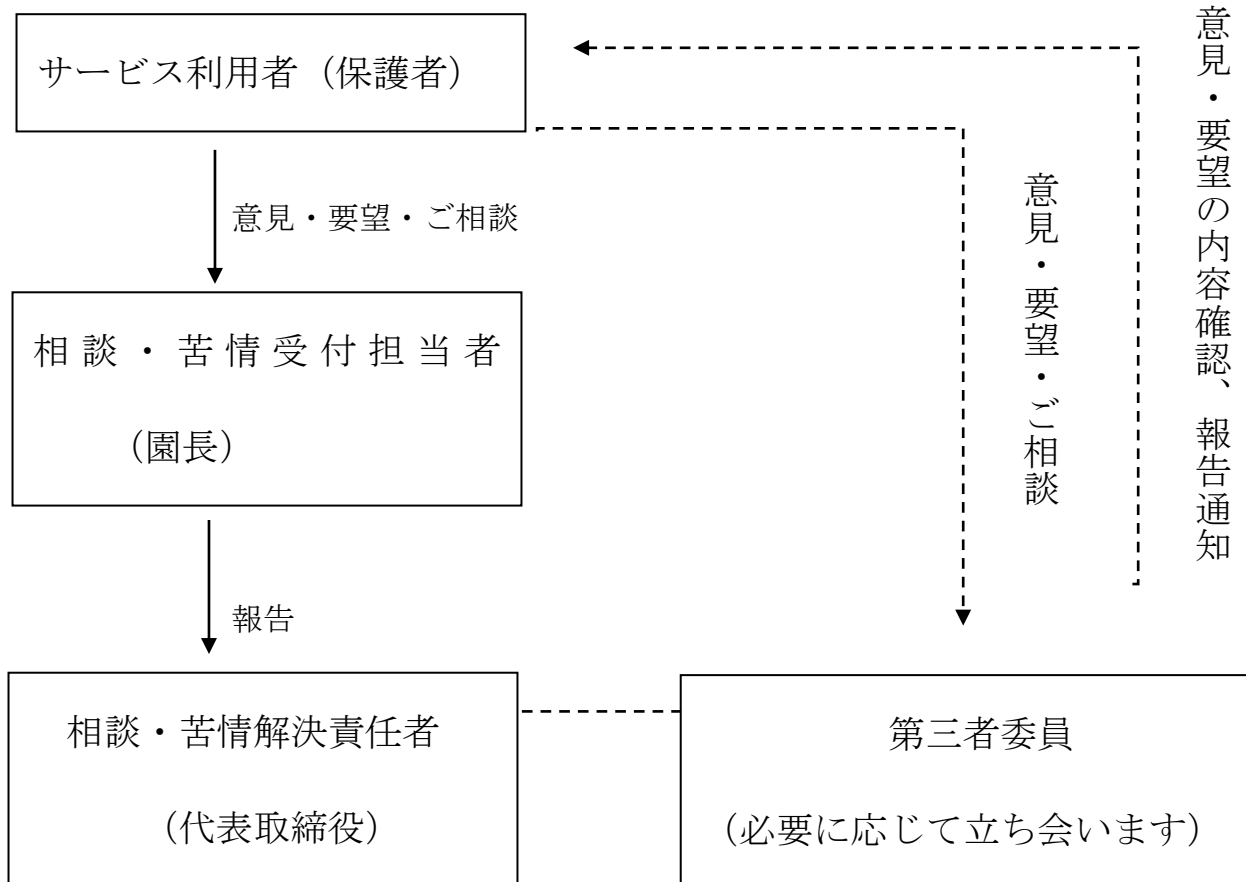 サービス利用者（保護者）
意見・要望・ご相談
相談・苦情受付担当者
（園長）
報告
相談・苦情解決責任者
（代表取締役）
意見・要望・ご相談
意見・要望の内容確認、報告通知
第三者委員
（必要に応じて立ち会います）